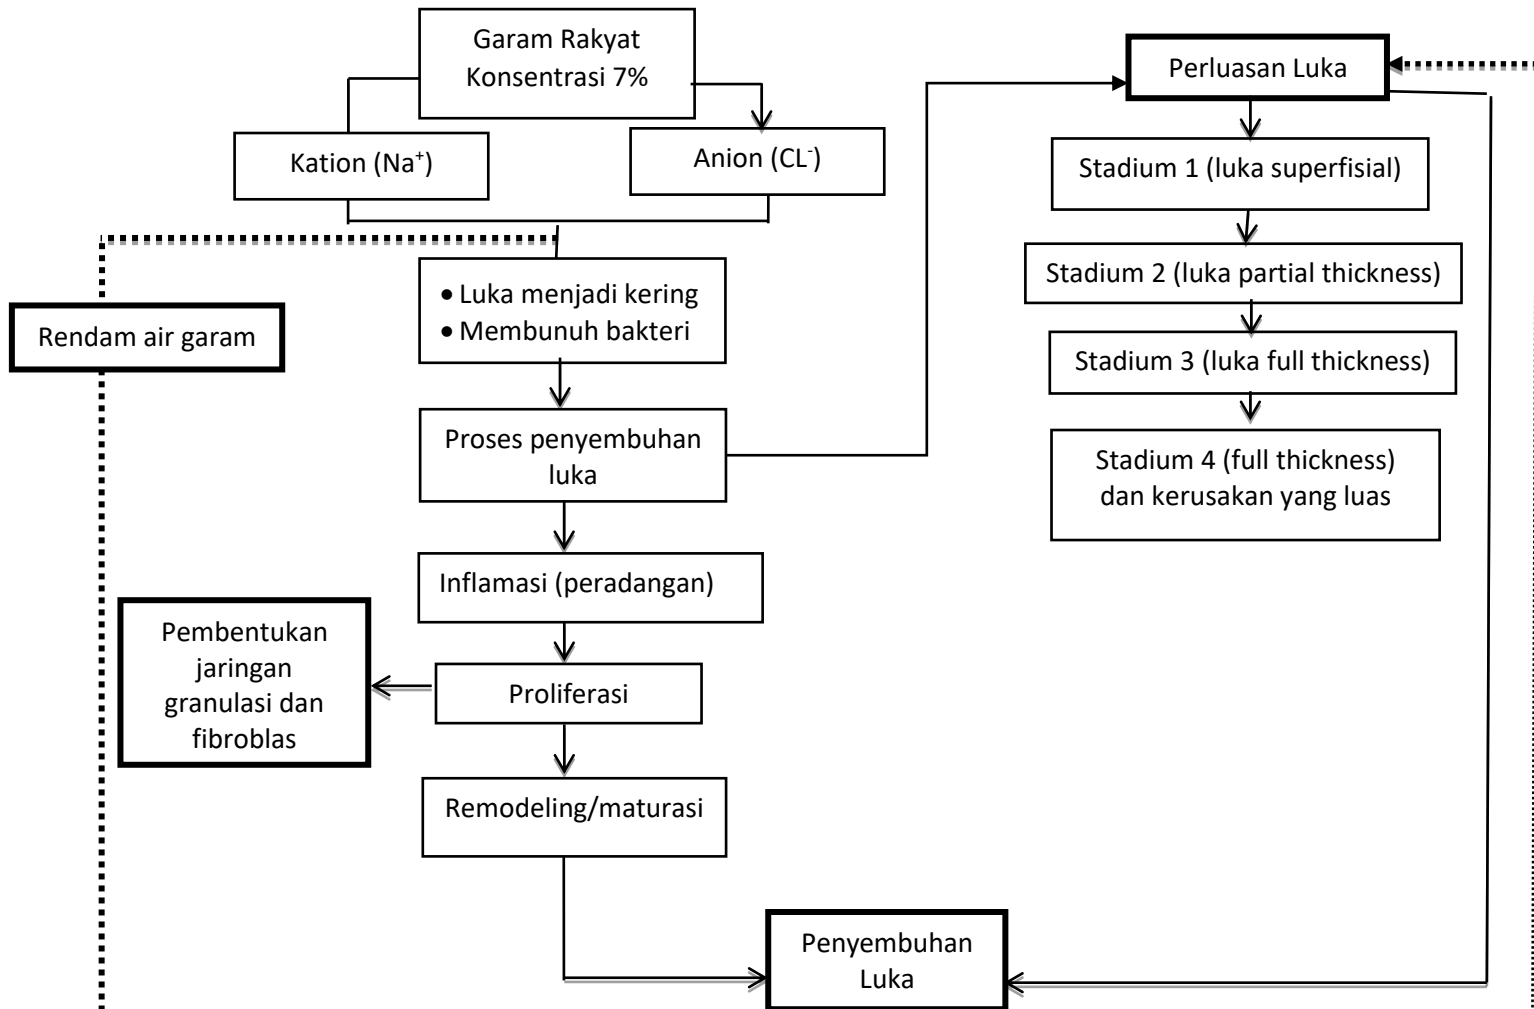 Garam Rakyat
Konsentrasi 7%
Perluasan Luka
Kation (Na⁺)
Anion (CL⁻)
Stadium 1 (luka superfisial)
• Luka menjadi kering
• Membunuh bakteri
Stadium 2 (luka partial thickness)
Rendam air garam
Stadium 3 (luka full thickness)
Proses penyembuhan
luka
Stadium 4 (full thickness)
dan kerusakan yang luas
Inflamasi (peradangan)
Pembentukan
jaringan
granulasi dan
fibroblas
Proliferasi
Remodeling/maturasi
Penyembuhan
Luka